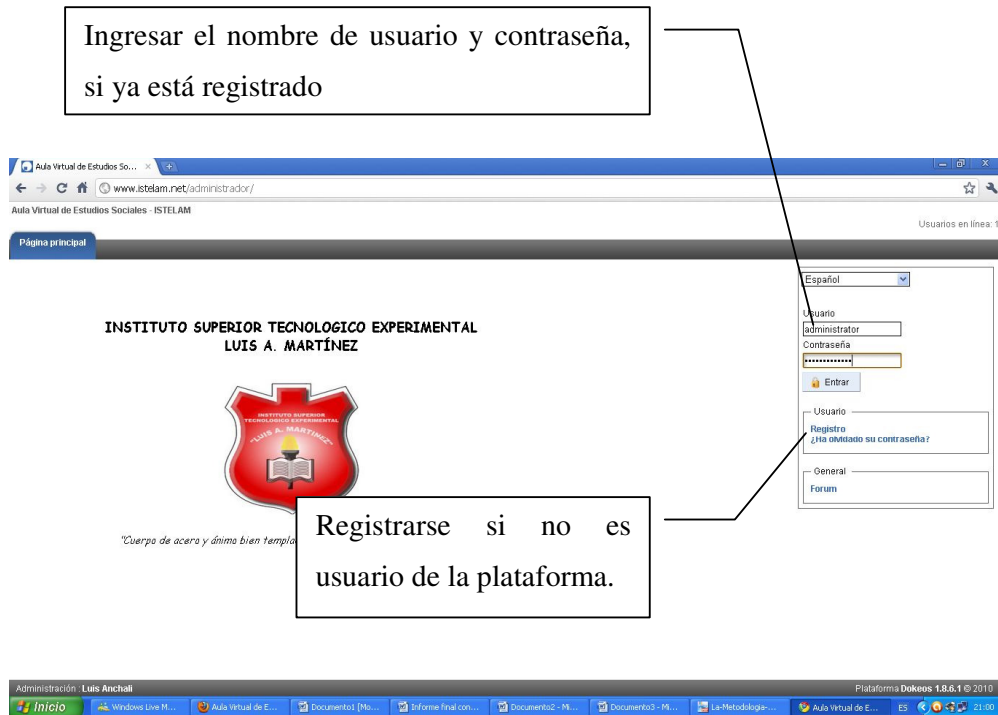 Ingresar el nombre de usuario y contraseña,
si ya está registrado
Aula Virtual de Estudios So...
www.istelam.net/administrador/
Aula Virtual de Estudios Sociales - ISTELAM
Usuarios en línea: 1
Página principal
Español
Usuario
administrator
Contraseña
Entrar
Usuario
Registro
¿Ha olvidado su contraseña?
General
Forum
INSTITUTO SUPERIOR TECNOLOGICO EXPERIMENTAL
LUIS A. MARTÍNEZ
INSTITUTO SUPERIOR
TECNOLOGICO EXPERIMENTAL
"LUIS A. MARTINEZ"
"Cuerpo de acero y ánimo bien templa
Registrarse si no es
usuario de la plataforma.
Administración : Luis Anchali
Plataforma Dokeos 1.8.6.1 © 2010
Inicio
Windows Live M...
Aula Virtual de E...
Documento1 [Mo...
Informe final con...
Documento2 - Mi...
Documento3 - Mi...
La-Metodologia-...
Aula Virtual de E...
ES
21:00